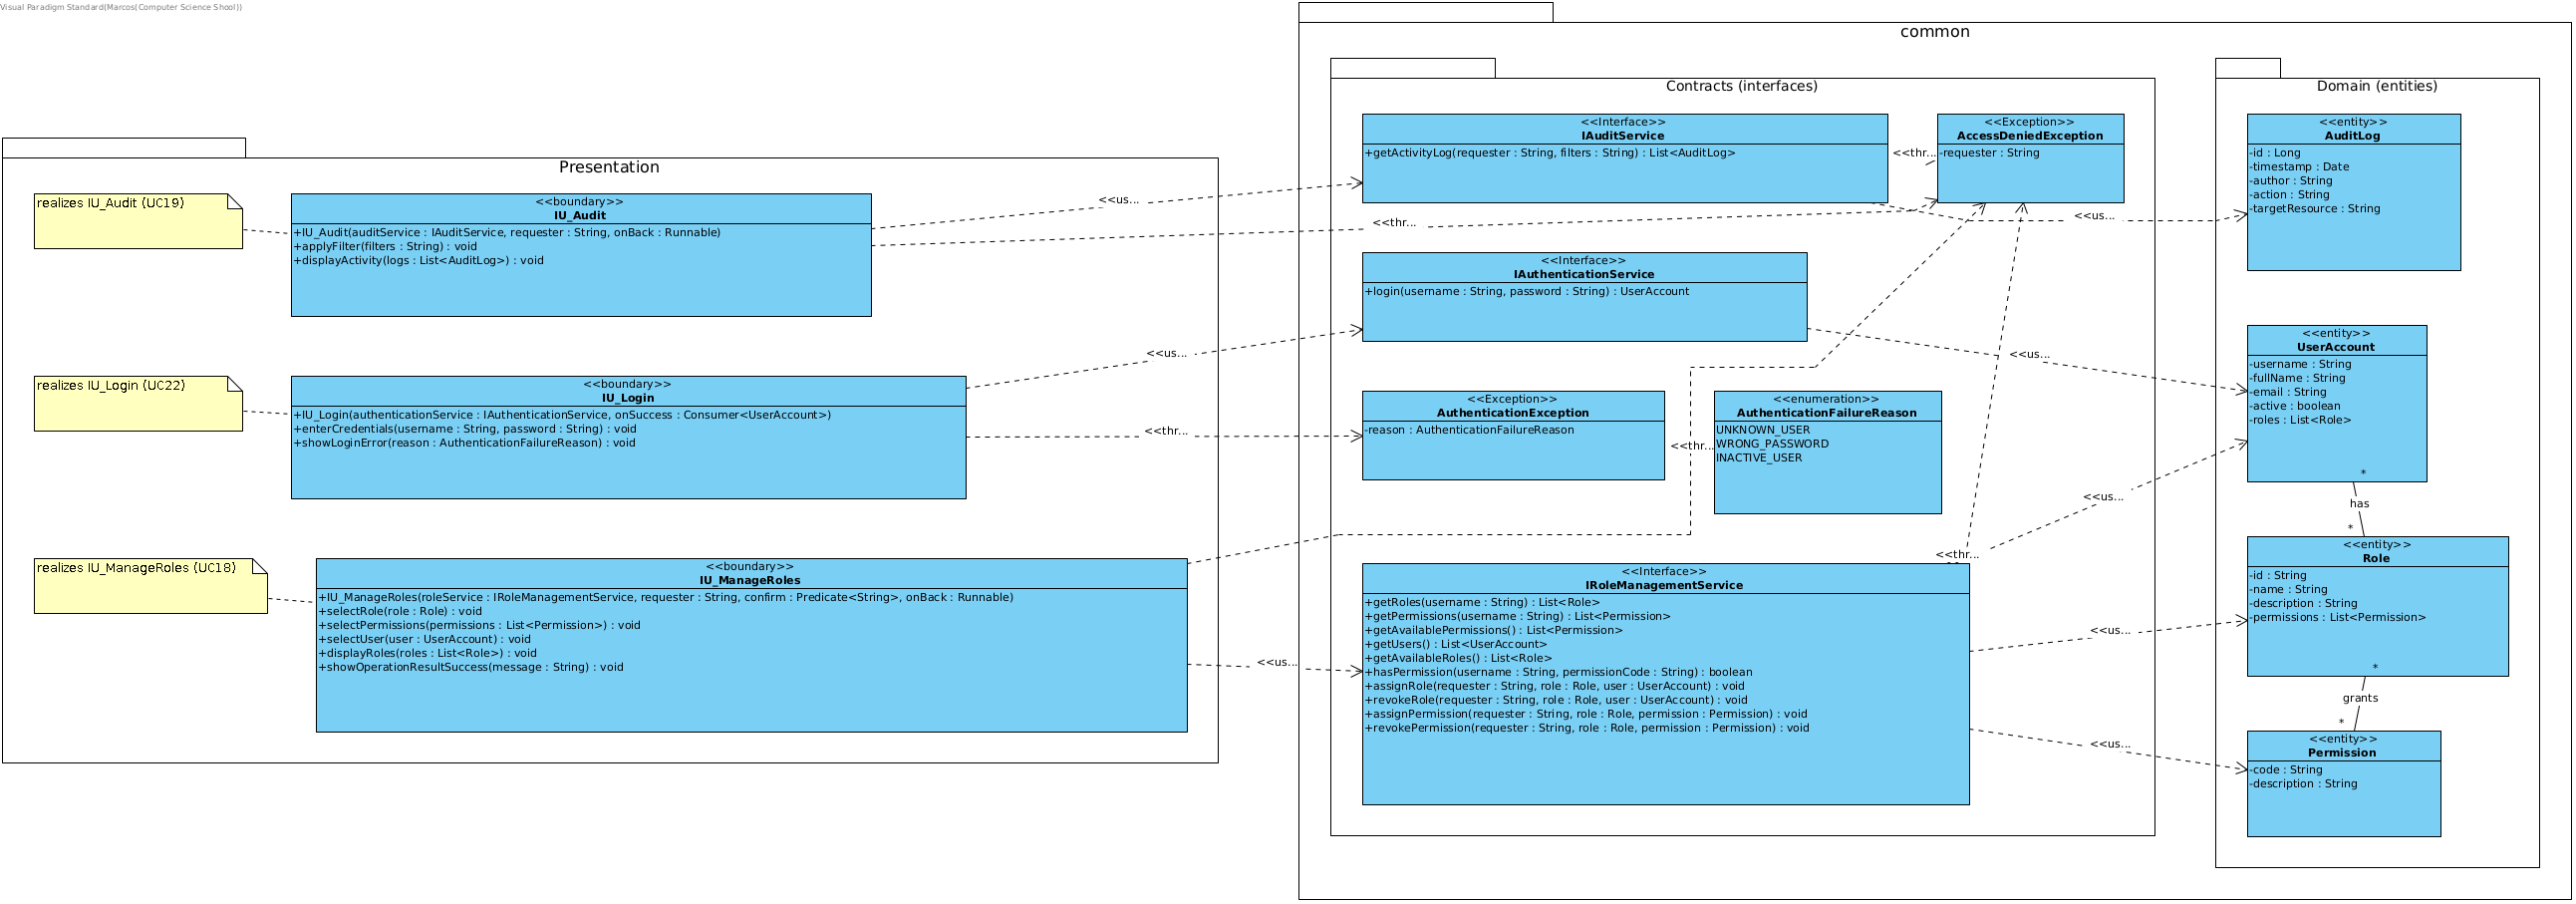 Visual Paradigm Standard(Marcos(Computer Science Shool))
Presentation
realizes IU_Audit (UC19)
<<boundary>>
IU_Audit
+IU_Audit(auditService : IAuditService, requester : String, onBack : Runnable)
+applyFilter(filters : String) : void
+displayActivity(logs : List<AuditLog>) : void
realizes IU_Login (UC22)
<<boundary>>
IU_Login
+IU_Login(authenticationService : IAuthenticationService, onSuccess : Consumer<UserAccount>)
+enterCredentials(username : String, password : String) : void
+showLoginError(reason : AuthenticationFailureReason) : void
realizes IU_ManageRoles (UC18)
<<boundary>>
IU_ManageRoles
+IU_ManageRoles(roleService : IRoleManagementService, requester : String, confirm : Predicate<String>, onBack : Runnable)
+selectRole(role : Role) : void
+selectPermissions(permissions : List<Permission>) : void
+selectUser(user : UserAccount) : void
+displayRoles(roles : List<Role>) : void
+showOperationResultSuccess(message : String) : void
<<us...
<<thr...
<<us...
<<thr...
<<us...
common
Contracts (interfaces)
<<Interface>>
IAuditService
+getActivityLog(requester : String, filters : String) : List<AuditLog>
<<thr...
<<Exception>>
AccessDeniedException
-requester : String
<<us...
<<Interface>>
IAuthenticationService
+login(username : String, password : String) : UserAccount
<<us...
<<Exception>>
AuthenticationException
-reason : AuthenticationFailureReason
<<thr...
<<enumeration>>
AuthenticationFailureReason
UNKNOWN_USER
WRONG_PASSWORD
INACTIVE_USER
<<us...
<<thr...
<<Interface>>
IRoleManagementService
+getRoles(username : String) : List<Role>
+getPermissions(username : String) : List<Permission>
+getAvailablePermissions() : List<Permission>
+getUsers() : List<UserAccount>
+getAvailableRoles() : List<Role>
+hasPermission(username : String, permissionCode : String) : boolean
+assignRole(requester : String, role : Role, user : UserAccount) : void
+revokeRole(requester : String, role : Role, user : UserAccount) : void
+assignPermission(requester : String, role : Role, permission : Permission) : void
+revokePermission(requester : String, role : Role, permission : Permission) : void
<<us...
<<us...
Domain (entities)
<<entity>>
AuditLog
-id : Long
-timestamp : Date
-author : String
-action : String
-targetResource : String
<<entity>>
UserAccount
-username : String
-fullName : String
-email : String
-active : boolean
-roles : List<Role>
*
has
*
<<entity>>
Role
-id : String
-name : String
-description : String
-permissions : List<Permission>
*
grants
*
<<entity>>
Permission
-code : String
-description : String